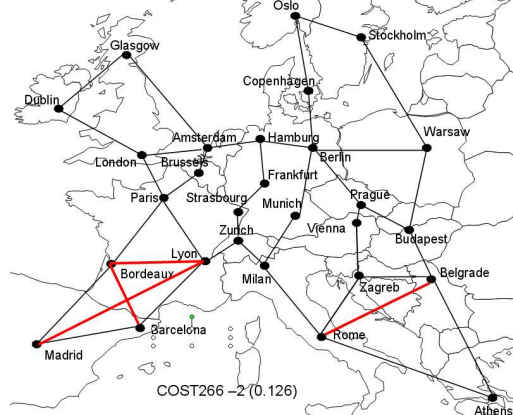 Oslo
Stockholm
Glasgow
Copenhagen
Dublin
Amsterdam
Hamburg
Warsaw
London
Brussels
Berlin
Frankfurt
Paris
Strasbourg
Munich
Prague
Vienna
Zurich
Budapest
Lyon
Bordeaux
Milan
Zagreb
Belgrade
Barcelona
Rome
Madrid
COST266 –2 (0.126)
Athens